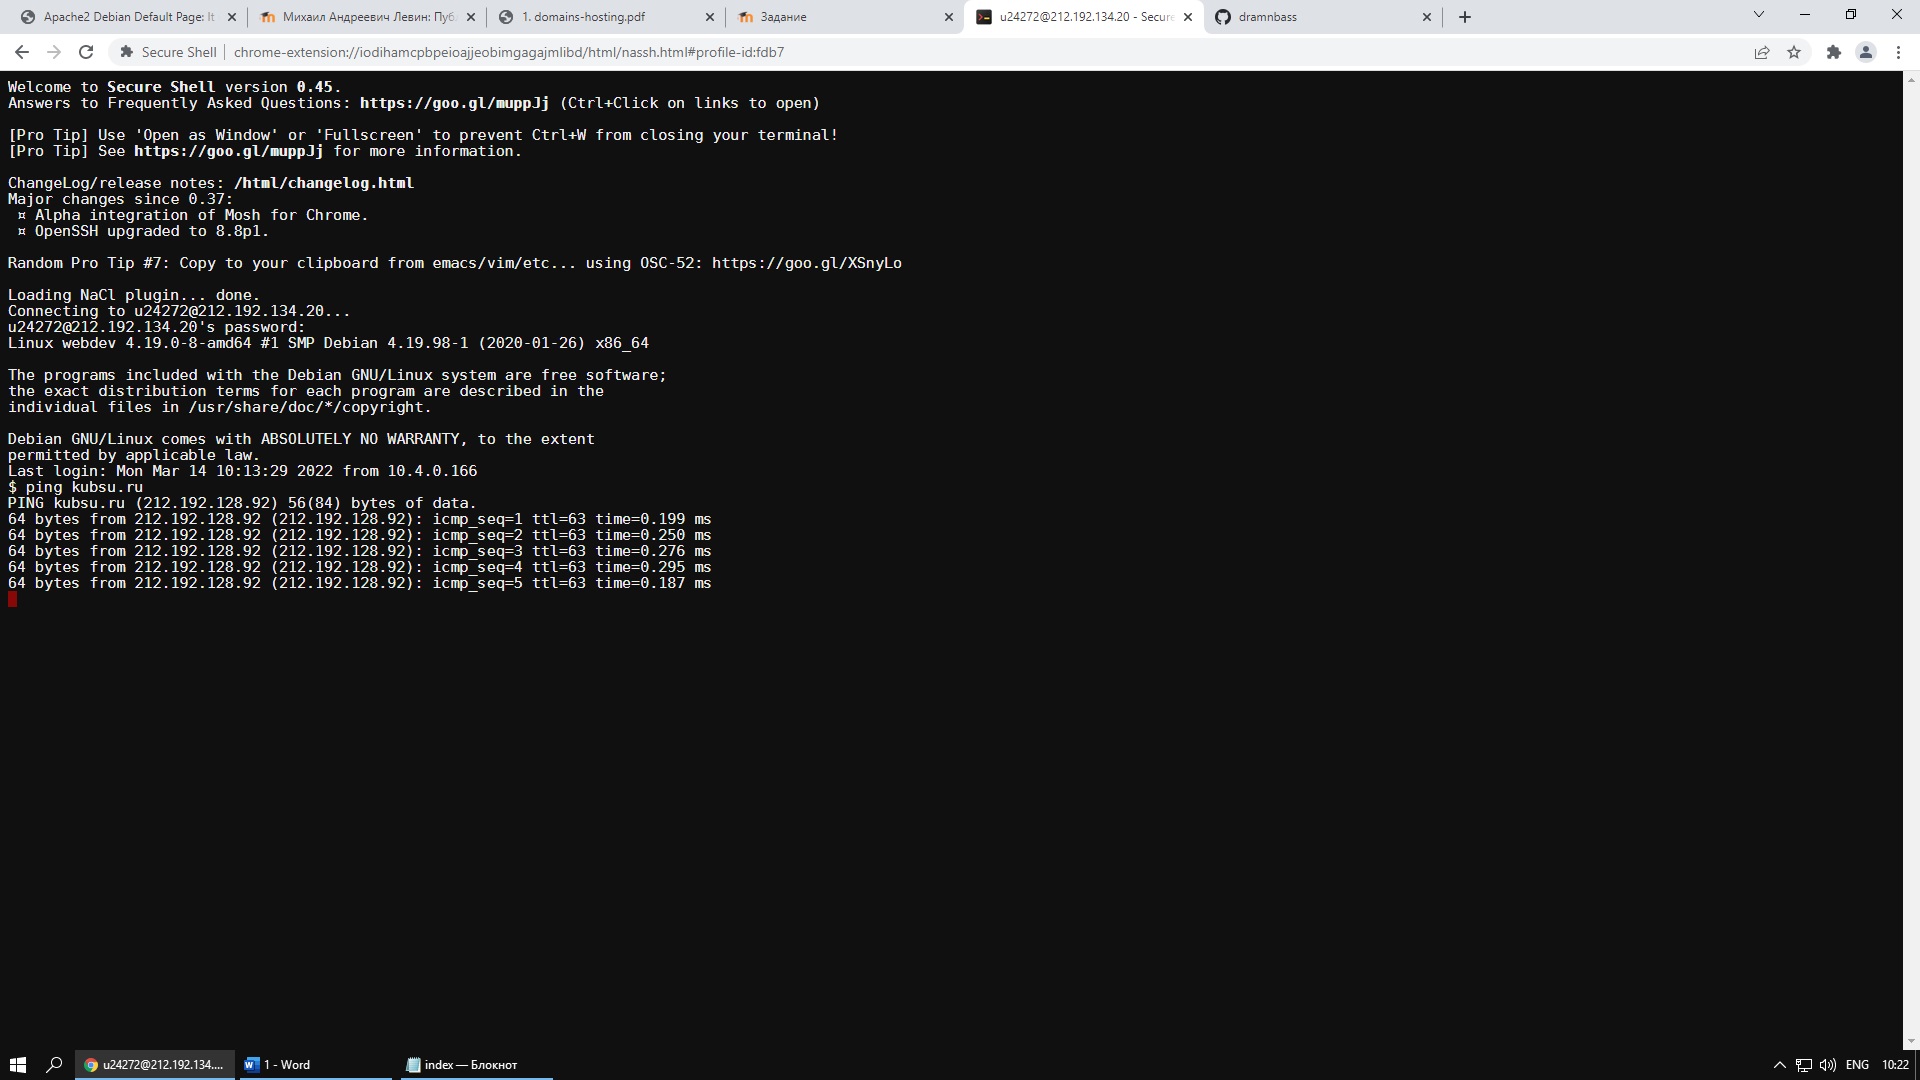 Apache2 Debian Default Page: It
Михаил Андреевич Левин: Пуб
1. domains-hosting.pdf
Задание
u24272@212.192.134.20 - Secure
dramnbass
Secure Shell
chrome-extension://iodihamcpbpeioajjeobimgagajmlibd/html/nassh.html#profile-id:fdb7
Welcome to Secure Shell version 0.45.
Answers to Frequently Asked Questions: https://goo.gl/muppJj (Ctrl+Click on links to open)
[Pro Tip] Use 'Open as Window' or 'Fullscreen' to prevent Ctrl+W from closing your terminal!
[Pro Tip] See https://goo.gl/muppJj for more information.
ChangeLog/release notes: /html/changelog.html
Major changes since 0.37:
¤ Alpha integration of Mosh for Chrome.
¤ OpenSSH upgraded to 8.8p1.
Random Pro Tip #7: Copy to your clipboard from emacs/vim/etc... using OSC-52: https://goo.gl/XSnyLo
Loading NaCl plugin... done.
Connecting to u24272@212.192.134.20...
u24272@212.192.134.20's password:
Linux webdev 4.19.0-8-amd64 #1 SMP Debian 4.19.98-1 (2020-01-26) x86_64
The programs included with the Debian GNU/Linux system are free software;
the exact distribution terms for each program are described in the
individual files in /usr/share/doc/*/copyright.
Debian GNU/Linux comes with ABSOLUTELY NO WARRANTY, to the extent
permitted by applicable law.
Last login: Mon Mar 14 10:13:29 2022 from 10.4.0.166
$ ping kubsu.ru
PING kubsu.ru (212.192.128.92) 56(84) bytes of data.
64 bytes from 212.192.128.92 (212.192.128.92): icmp_seq=1 ttl=63 time=0.199 ms
64 bytes from 212.192.128.92 (212.192.128.92): icmp_seq=2 ttl=63 time=0.250 ms
64 bytes from 212.192.128.92 (212.192.128.92): icmp_seq=3 ttl=63 time=0.276 ms
64 bytes from 212.192.128.92 (212.192.128.92): icmp_seq=4 ttl=63 time=0.295 ms
64 bytes from 212.192.128.92 (212.192.128.92): icmp_seq=5 ttl=63 time=0.187 ms
u24272@212.192.134....
1 - Word
index — Блокнот
ENG
10:22